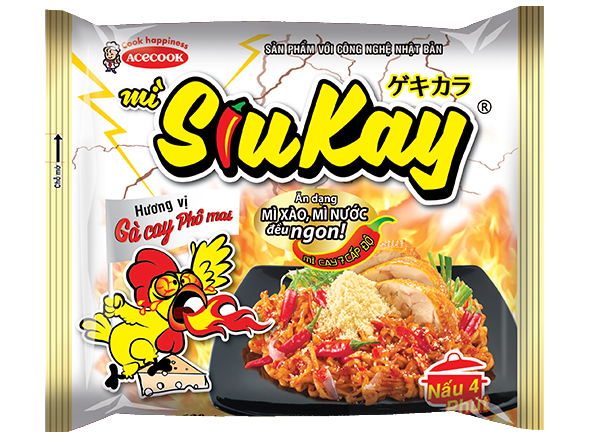 Cook happiness
ACECOOK
SẢN PHẨM VỚI CÔNG NGHỆ NHẬT BẢN
ゲキカラ
mì
SiuKay
®
Chỗ mở
Hương vị
Gà cay Phô mai
Ăn dạng
MÌ XÀO, MÌ NƯỚC
đều ngon!
MÌ CAY 7 CẤP ĐỘ
Nấu 4
Phút